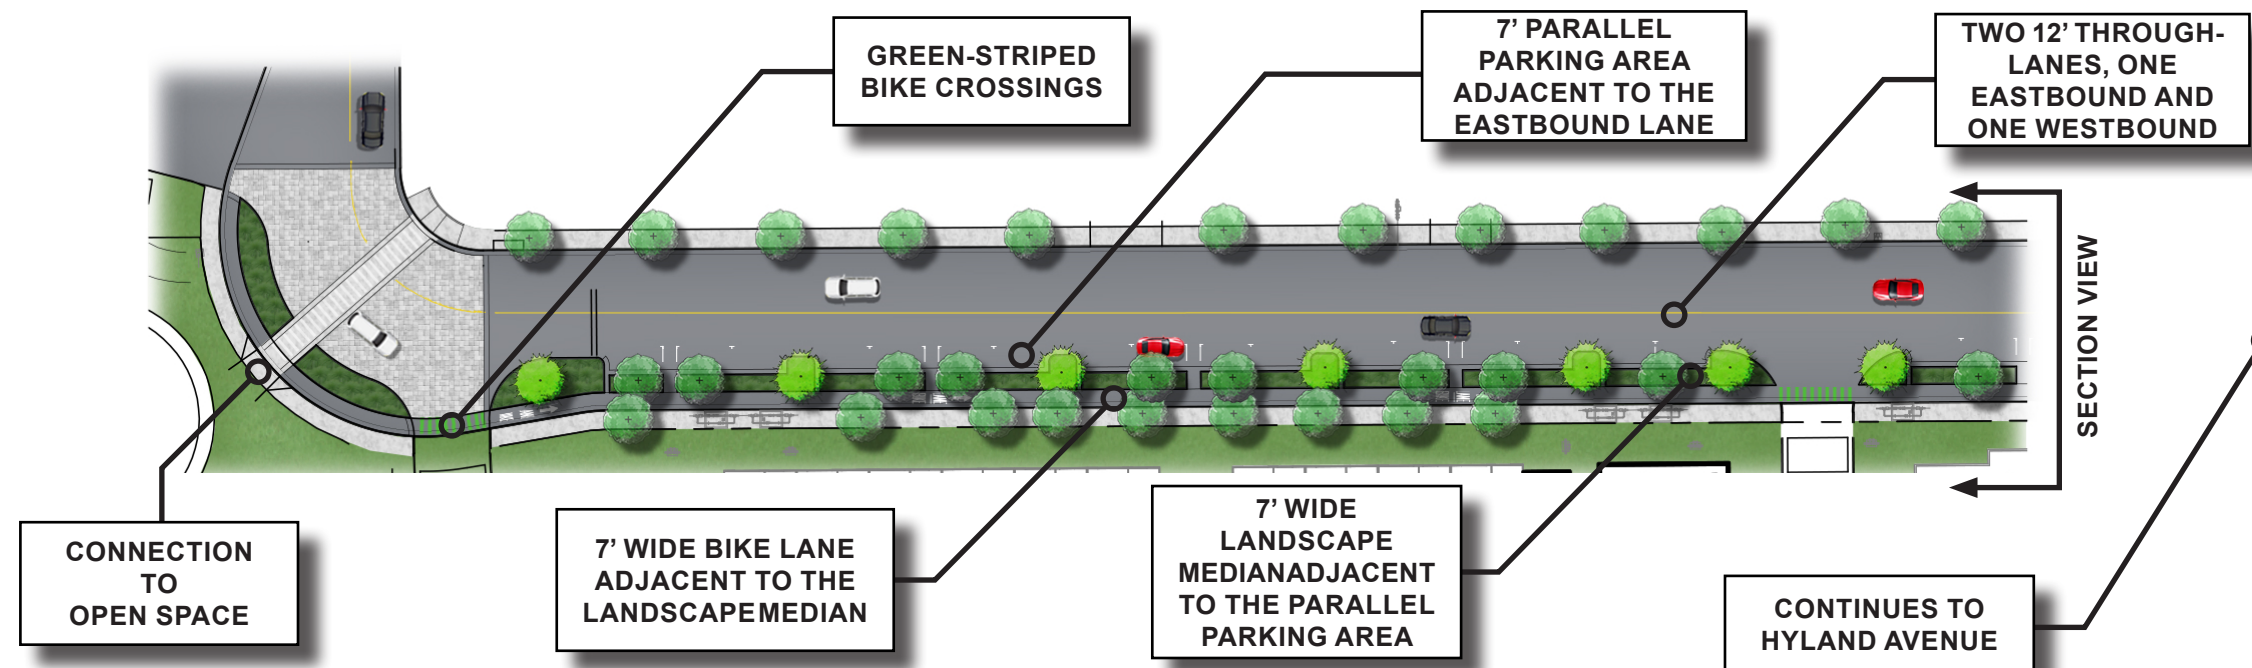 GREEN-STRIPED
BIKE CROSSINGS
7’ PARALLEL
PARKING AREA
ADJACENT TO THE
EASTBOUND LANE
TWO 12’ THROUGH-
LANES, ONE
EASTBOUND AND
ONE WESTBOUND
SECTION VIEW
CONNECTION
TO
OPEN SPACE
7’ WIDE BIKE LANE
ADJACENT TO THE
LANDSCAPEMEDIAN
7’ WIDE
LANDSCAPE
MEDIANADJACENT
TO THE PARALLEL
PARKING AREA
CONTINUES TO
HYLAND AVENUE